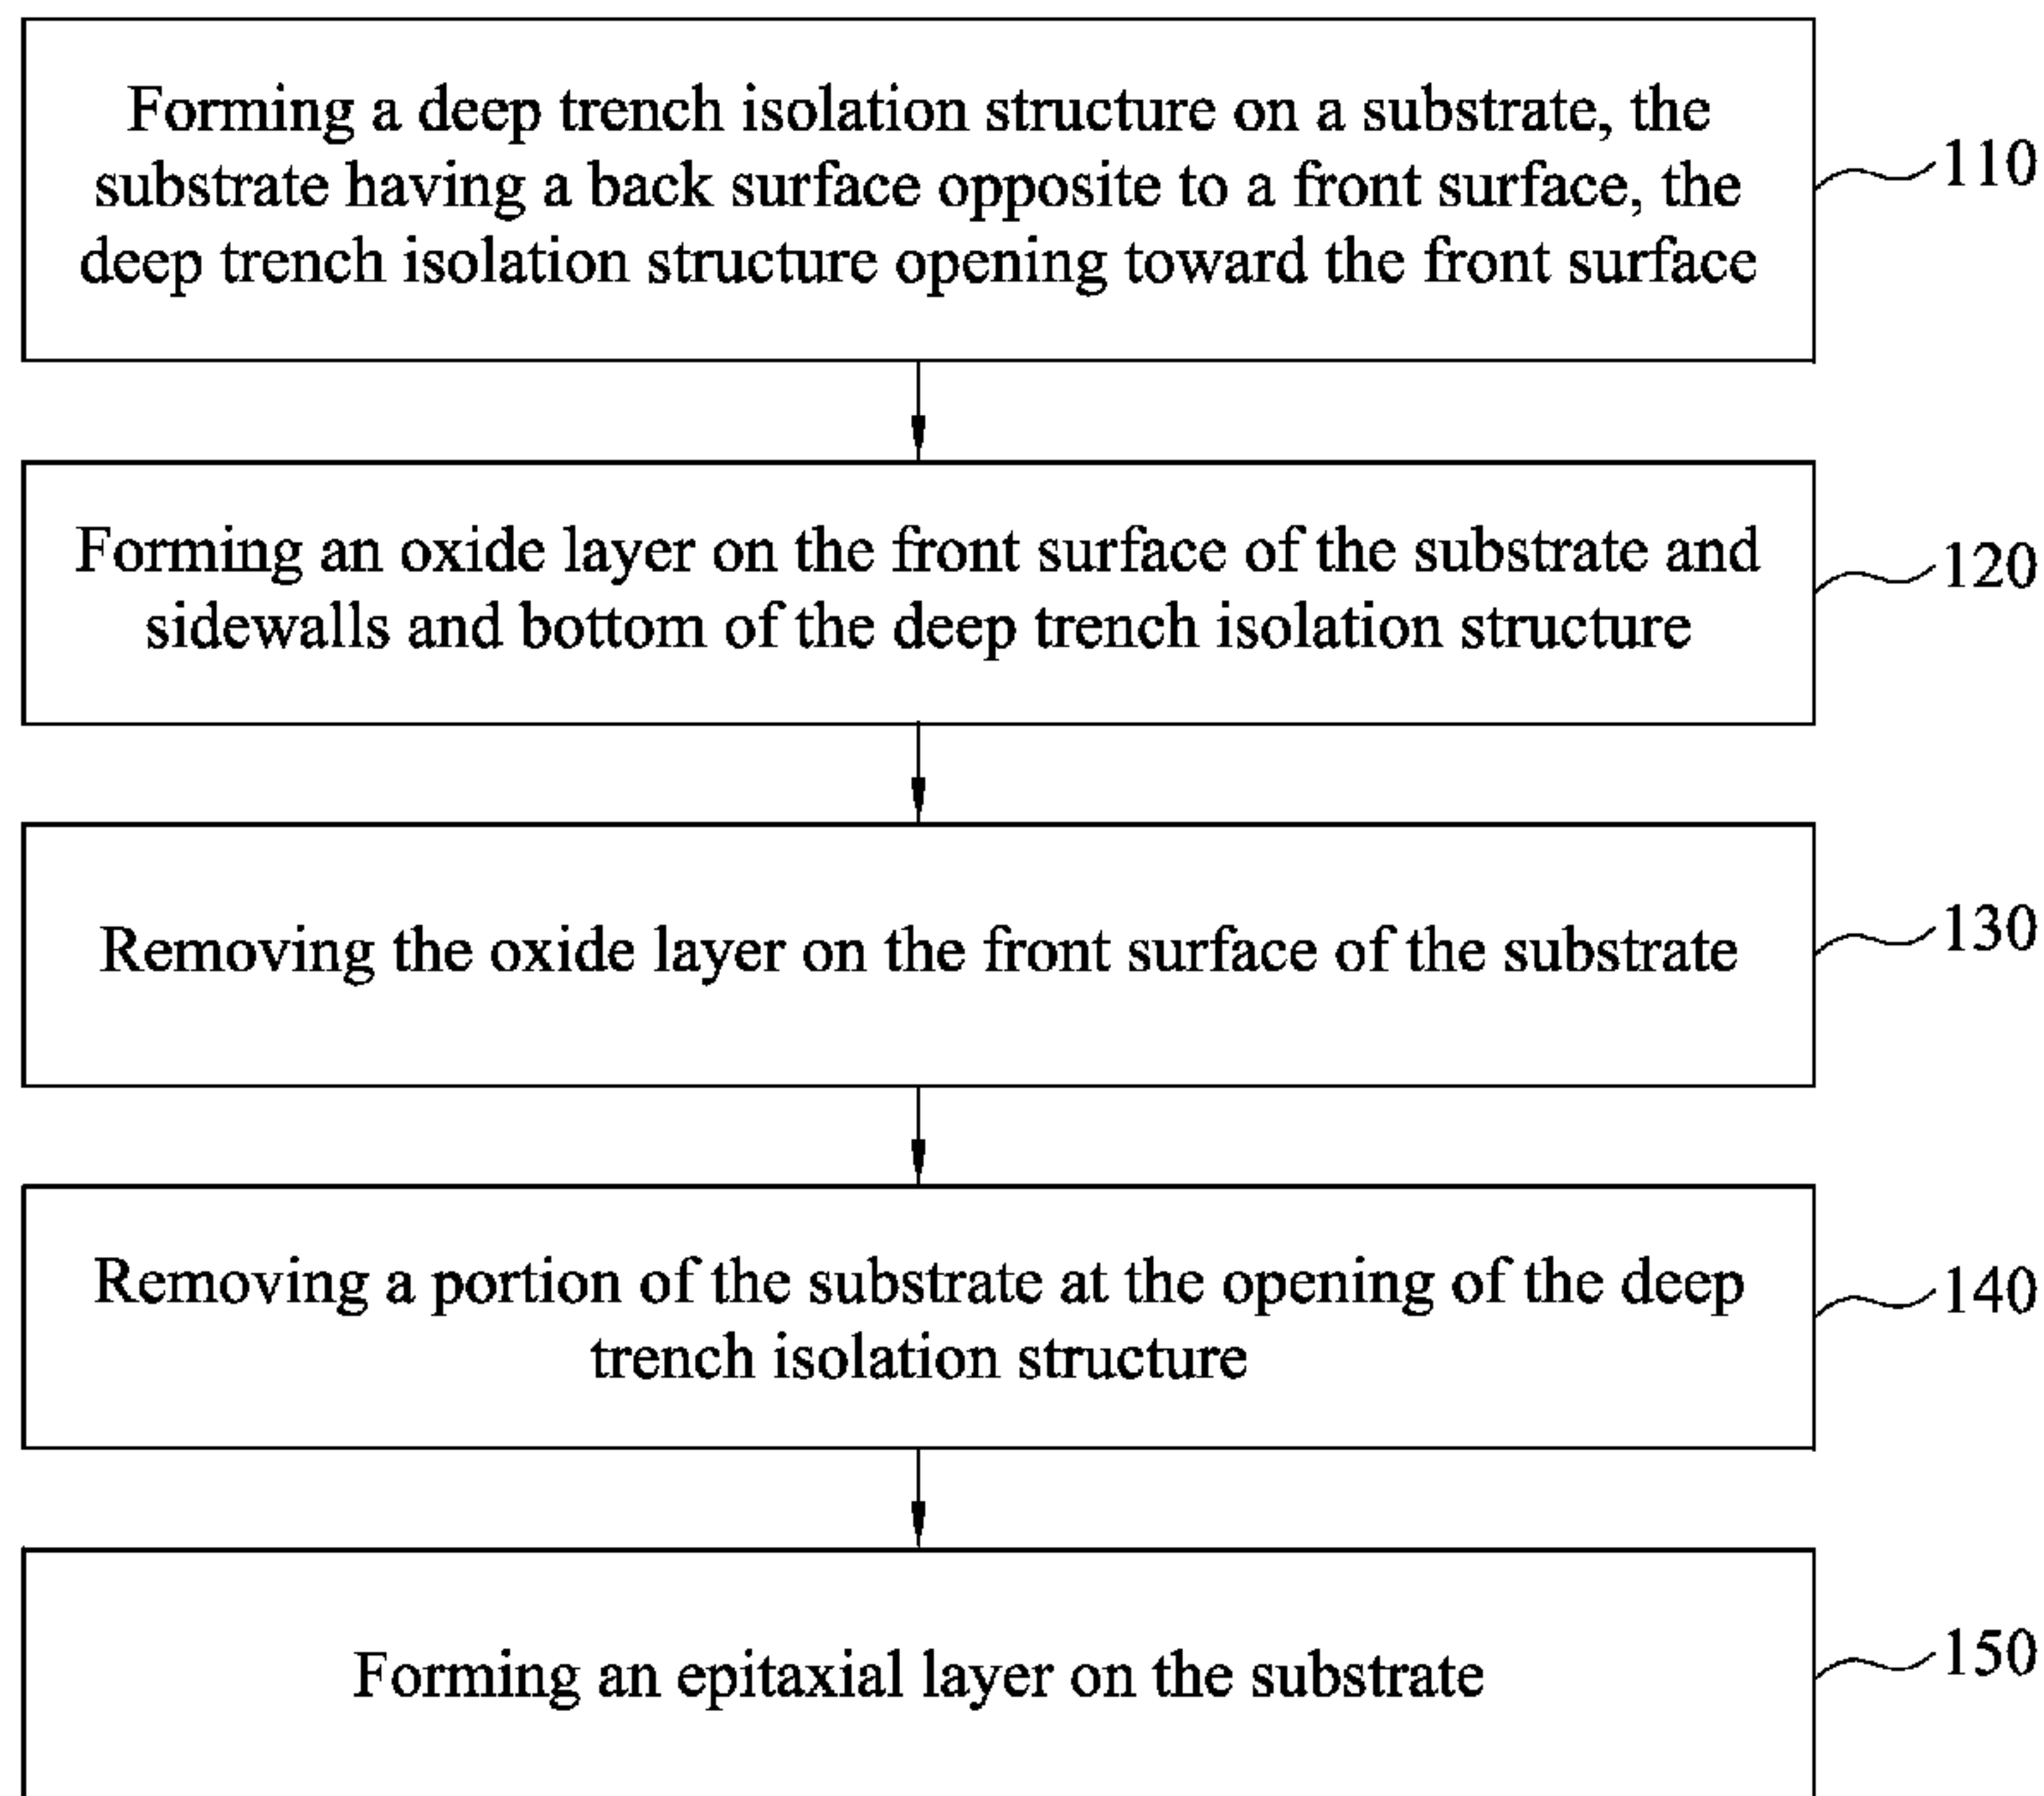 Forming a deep trench isolation structure on a substrate, the
substrate having a back surface opposite to a front surface, the
deep trench isolation structure opening toward the front surface
110
Forming an oxide layer on the front surface of the substrate and
sidewalls and bottom of the deep trench isolation structure
120
Removing the oxide layer on the front surface of the substrate
130
Removing a portion of the substrate at the opening of the deep
trench isolation structure
140
Forming an epitaxial layer on the substrate
150